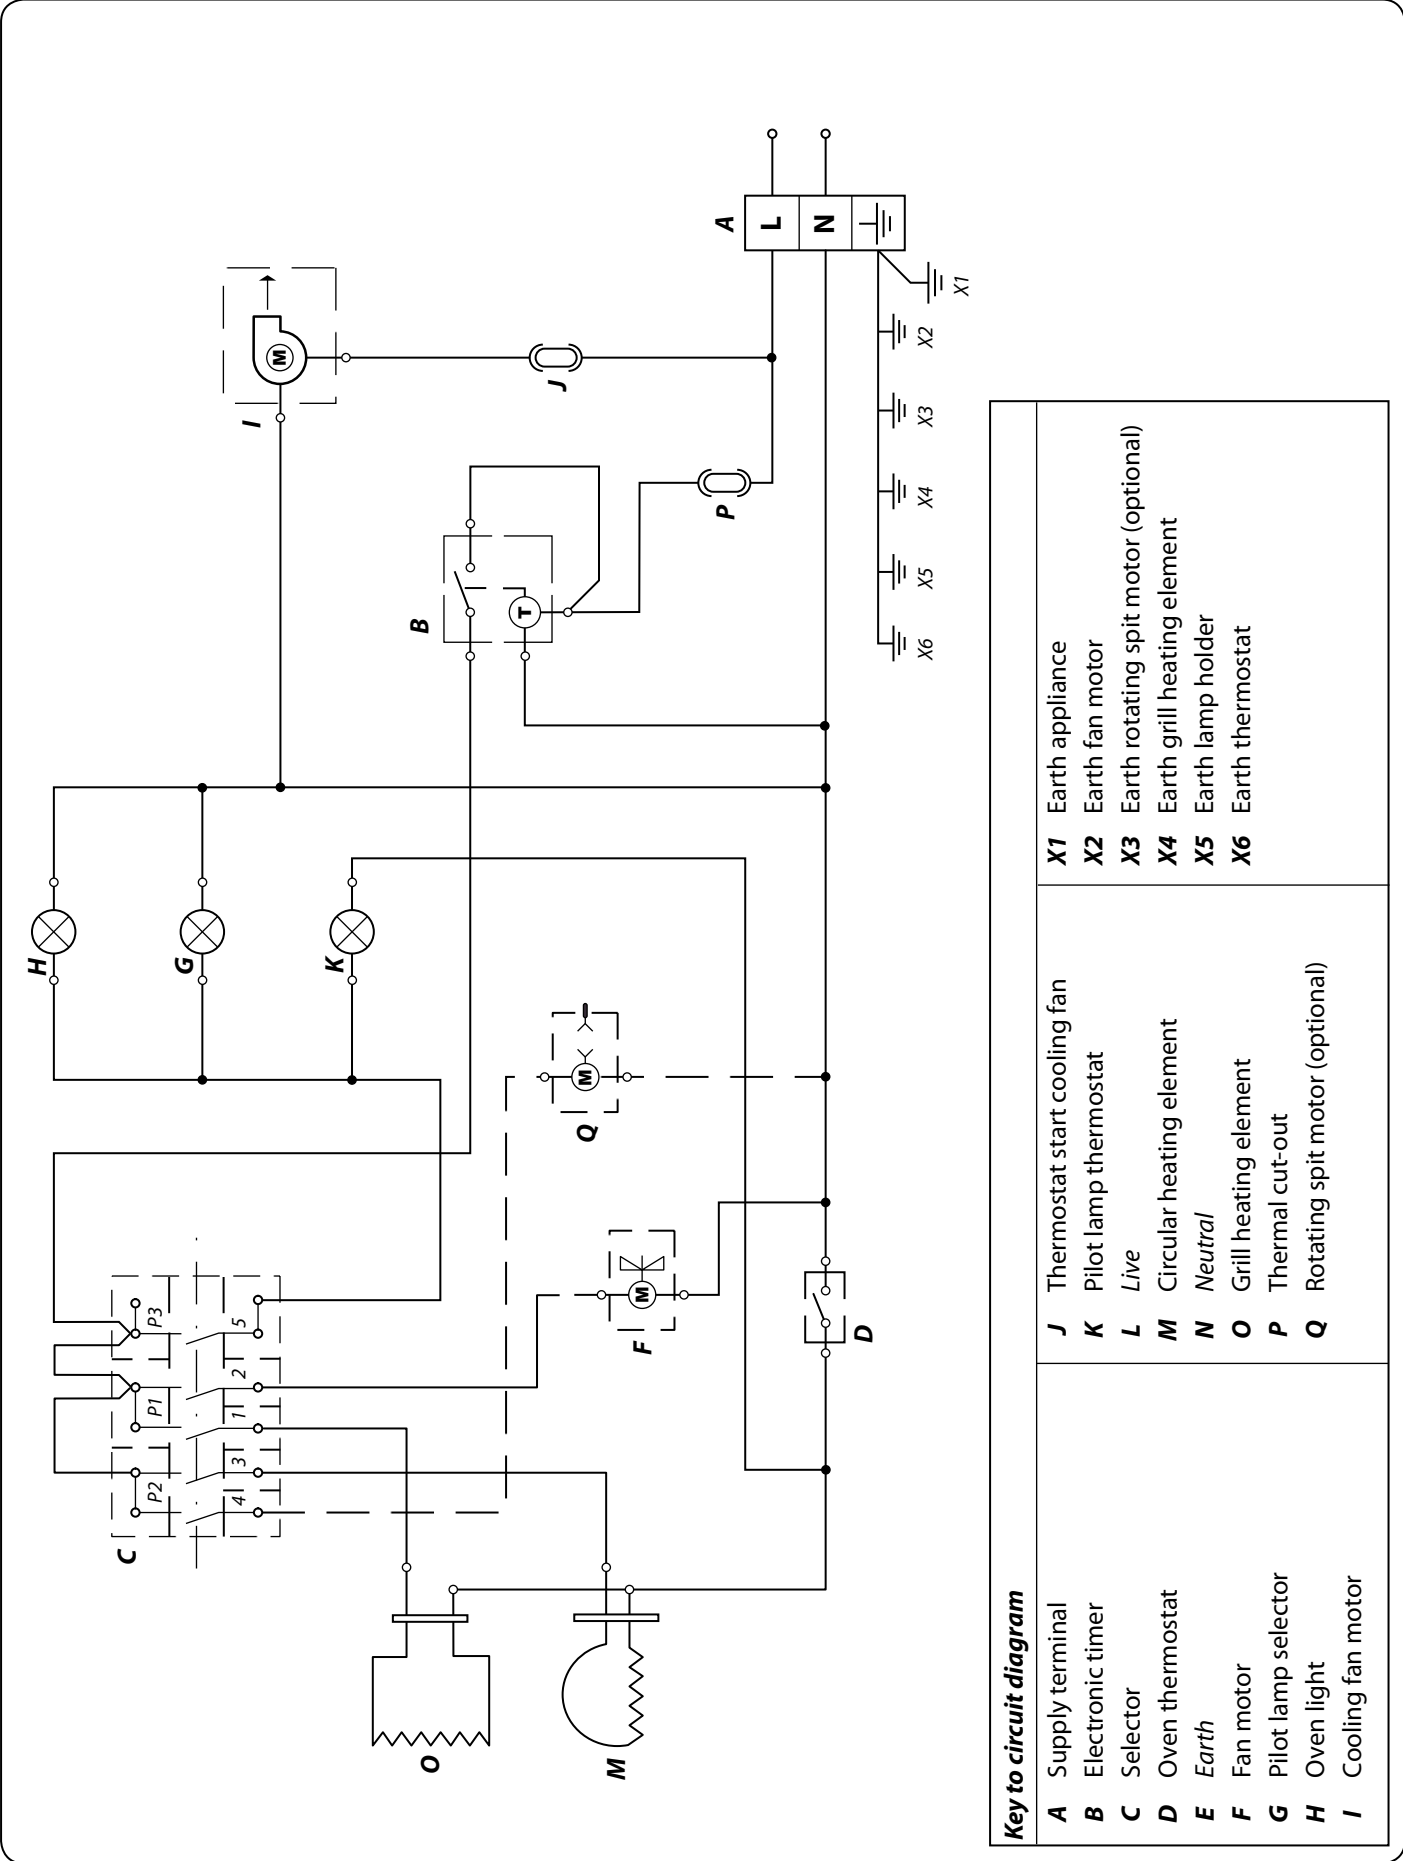 H
G
K
I
M
J
A
L
N
X1
X2
X3
X4
X5
X6
P
B
T
Q
M
F
M
D
C
P2
P1
P3
4
3
1
2
5
O
M
Key to circuit diagram
A Supply terminal
B Electronic timer
C Selector
D Oven thermostat
E Earth
F Fan motor
G Pilot lamp selector
H Oven light
I Cooling fan motor
J Thermostat start cooling fan
K Pilot lamp thermostat
L Live
M Circular heating element
N Neutral
O Grill heating element
P Thermal cut-out
Q Rotating spit motor (optional)
X1 Earth appliance
X2 Earth fan motor
X3 Earth rotating spit motor (optional)
X4 Earth grill heating element
X5 Earth lamp holder
X6 Earth thermostat